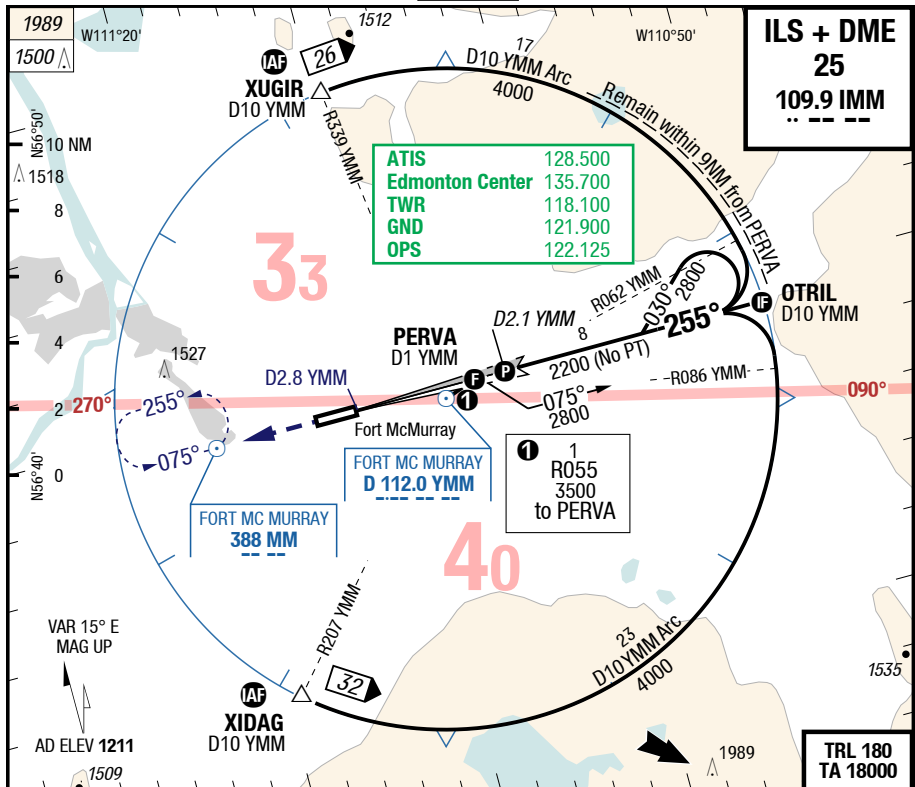 1989
1500
W111°20'
1512
W110°50'
ILS + DME
25
109.9 IMM
IAF
XUGIR
D10 YMM
26
17
D10 YMM Arc
4000
Remain within 9NM from PERVA
R339 YMM
N56°50'
10 NM
1518
8
6
4
2
0
N56°40'
ATIS 128.500
Edmonton Center 135.700
TWR 118.100
GND 121.900
OPS 122.125
33
R062 YMM
030°
2800
8
255°
2200 (No PT)
IF
OTRIL
D10 YMM
PERVA
D1 YMM
D2.1 YMM
F
P
1527
D2.8 YMM
R086 YMM
270°
090°
255°
075°
075°
2800
1
Fort McMurray
FORT MC MURRAY
D 112.0 YMM
FORT MC MURRAY
388 MM
1
1
R055
3500
to PERVA
40
R207 YMM
23
D10 YMM Arc
4000
VAR 15° E
MAG UP
AD ELEV 1211
IAF
XIDAG
D10 YMM
32
1535
1989
1509
TRL 180
TA 18000